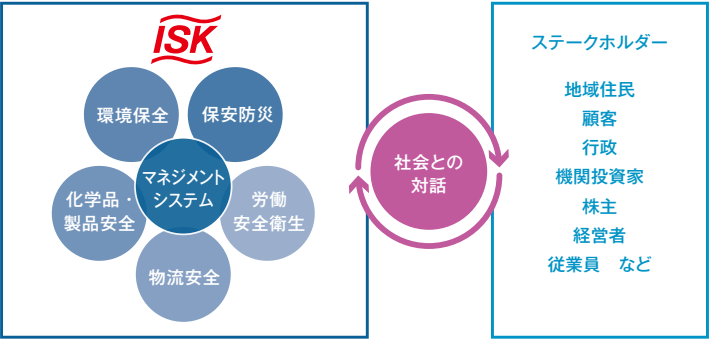 ISK
環境保全
保安防災
マネジメント
システム
化学品・
製品安全
労働
安全衛生
物流安全
社会との
対話
ステークホルダー
地域住民
顧客
行政
機関投資家
株主
経営者
従業員　など